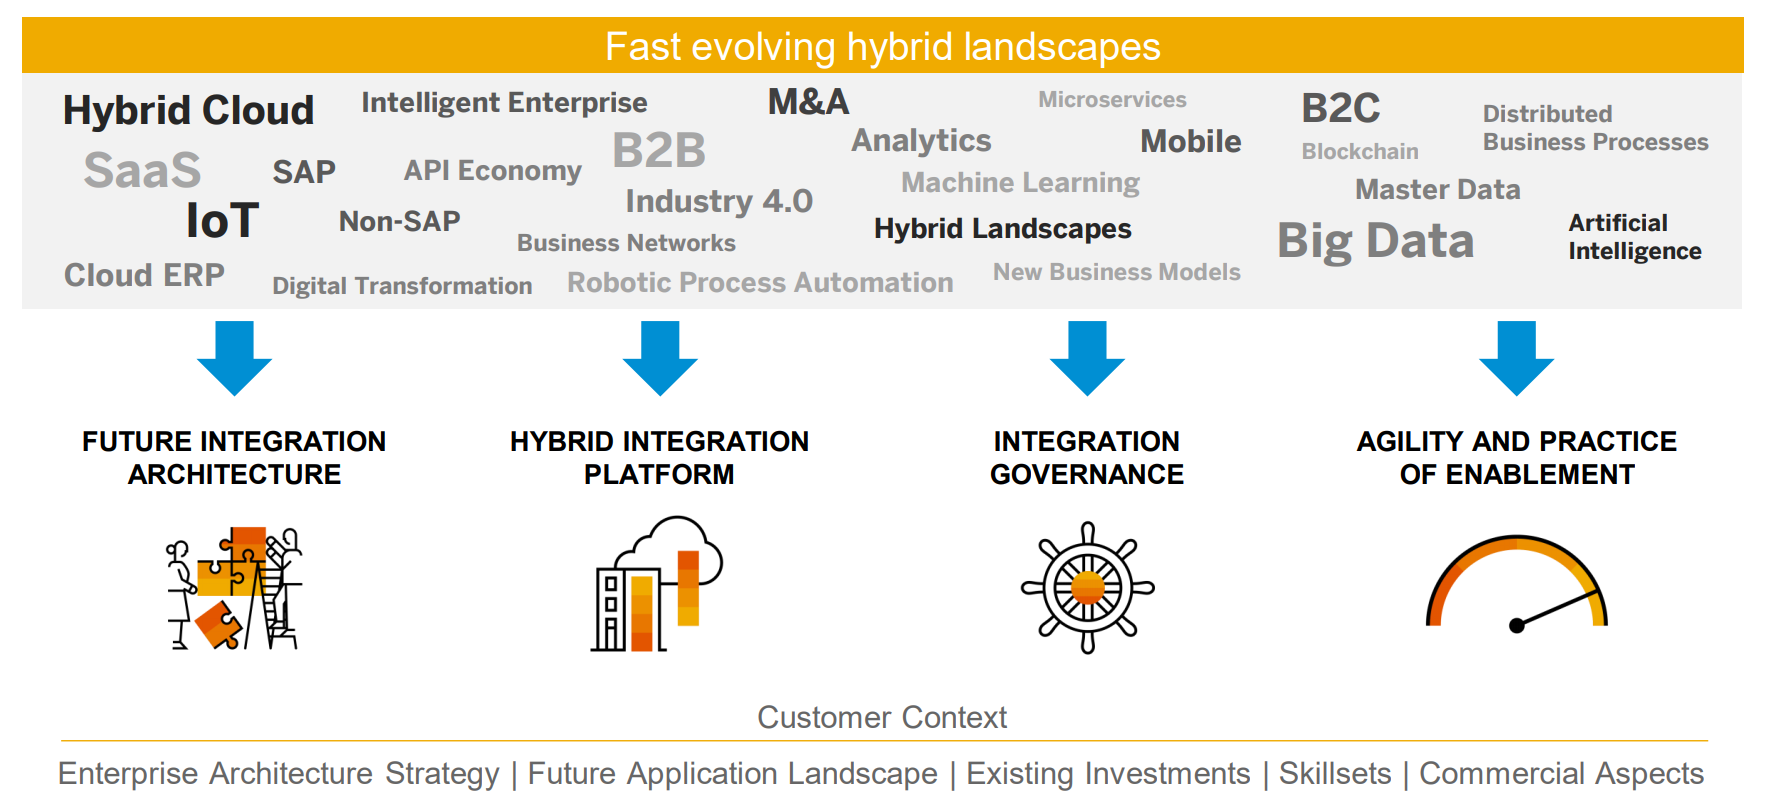 Fast evolving hybrid landscapes
Hybrid Cloud
Intelligent Enterprise
M&A
Microservices
B2C
Distributed
Business Processes
SaaS
SAP
API Economy
B2B
Analytics
Mobile
Blockchain
Machine Learning
Master Data
IoT
Non-SAP
Industry 4.0
Hybrid Landscapes
Big Data
Artificial
Intelligence
Business Networks
Cloud ERP
Digital Transformation
Robotic Process Automation
New Business Models
FUTURE INTEGRATION
ARCHITECTURE
HYBRID INTEGRATION
PLATFORM
INTEGRATION
GOVERNANCE
AGILITY AND PRACTICE
OF ENABLEMENT
Customer Context
Enterprise Architecture Strategy | Future Application Landscape | Existing Investments | Skillsets | Commercial Aspects